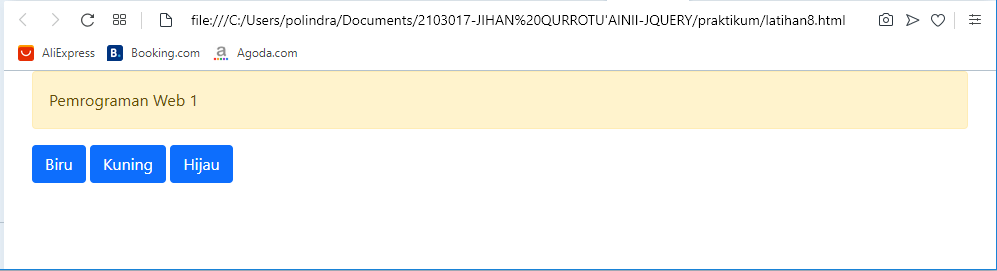 file:///C:/Users/polindra/Documents/2103017-JIHAN%20QURROTU'AINII-JQUERY/praktikum/latihan8.html
AliExpress B. Booking.com a Agoda.com
Pemrograman Web 1
Biru Kuning Hijau